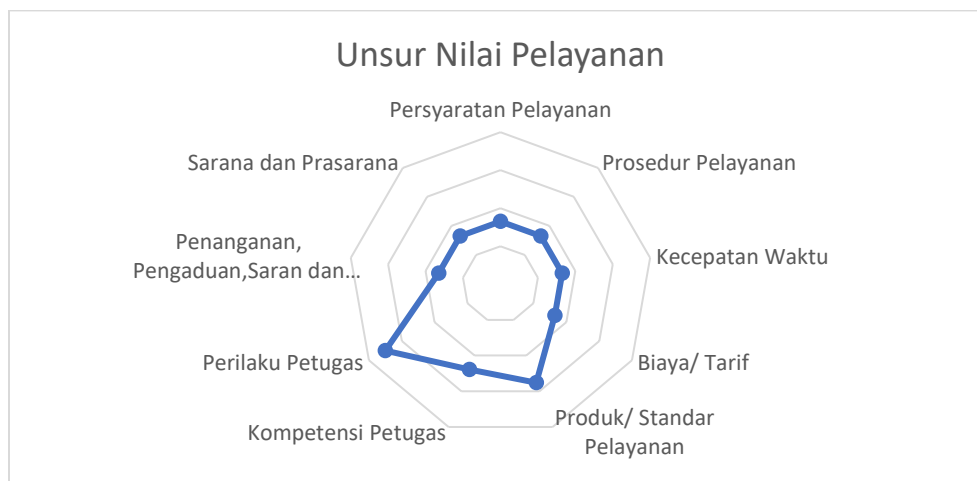 Unsur Nilai Pelayanan
Persyaratan Pelayanan
Prosedur Pelayanan
Kecepatan Waktu
Biaya/ Tarif
Produk/ Standar
Pelayanan
Kompetensi Petugas
Perilaku Petugas
Penanganan,
Pengaduan,Saran dan…
Sarana dan Prasarana